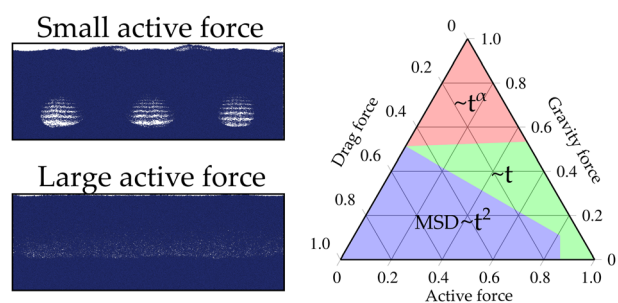 Small active force
Large active force
0
1.0
0.2
0.8
0.4
0.6
0.6
0.4
0.8
0.2
1.0
0
Drag force
Gravity force
~t^α
~t
MSD~t²
0
0.2
0.4
0.6
0.8
1.0
Active force